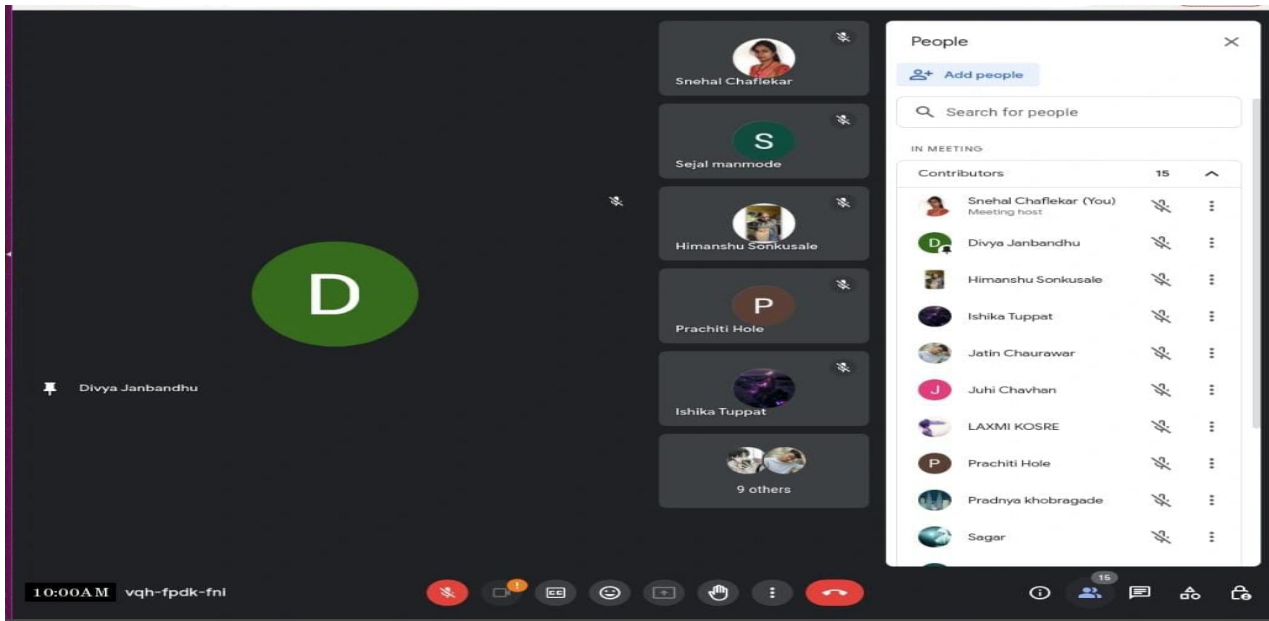 D
Divya Janbandhu
Snehal Chaflekar
S
Sejal manmode
Himanshu Sonkusale
P
Prachiti Hole
Ishika Tuppat
9 others
People
Add people
Search for people
IN MEETING
Contributors 15
Snehal Chaflekar (You)
Meeting host
D Divya Janbandhu
Himanshu Sonkusale
Ishika Tuppat
Jatin Chaurawar
J Juhi Chavhan
LAXMI KOSRE
P Prachiti Hole
Pradnya khobragade
Sagar
10:00AM vqh-fpdk-fni
!
CC
15